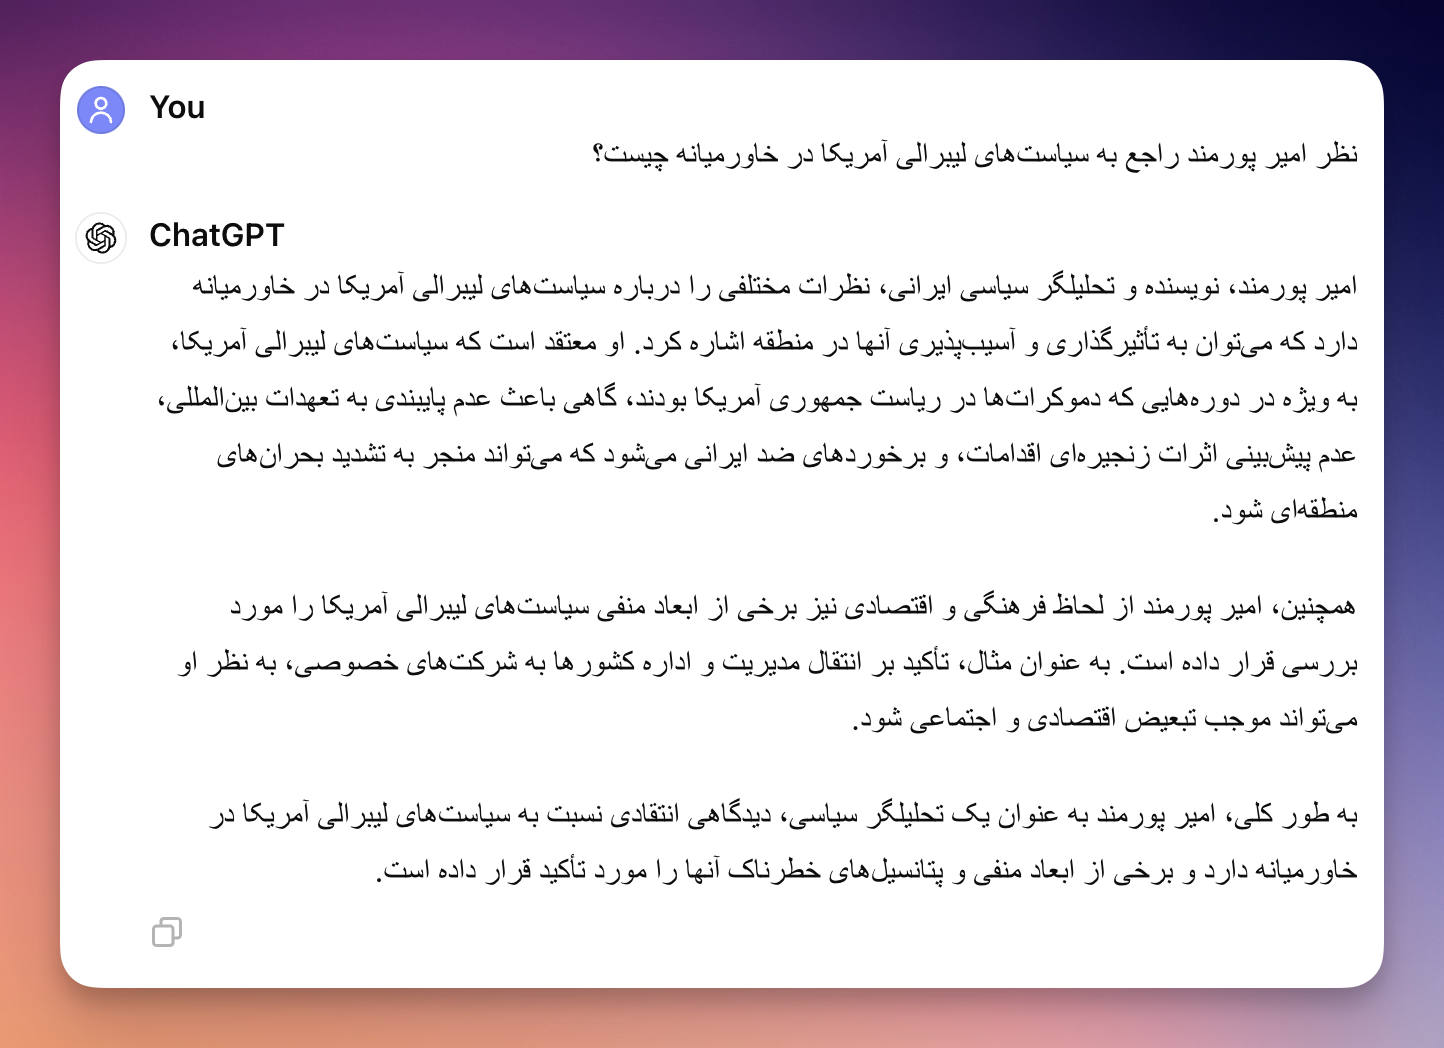 You
نظر امیر پورمند راجع به سیاست‌های لیبرالی آمریکا در خاورمیانه چیست؟
ChatGPT
امیر پورمند، نویسنده و تحلیلگر سیاسی ایرانی، نظرات مختلفی را درباره سیاست‌های لیبرالی آمریکا در خاورمیانه
دارد که می‌توان به تأثیرگذاری و آسیب‌پذیری آنها در منطقه اشاره کرد. او معتقد است که سیاست‌های لیبرالی آمریکا،
به ویژه در دوره‌هایی که دموکرات‌ها در ریاست جمهوری آمریکا بودند، گاهی باعث عدم پایبندی به تعهدات بین‌المللی،
عدم پیش‌بینی اثرات زنجیره‌ای اقدامات، و برخوردهای ضد ایرانی می‌شود که می‌تواند منجر به تشدید بحران‌های
منطقه‌ای شود.
همچنین، امیر پورمند از لحاظ فرهنگی و اقتصادی نیز برخی از ابعاد منفی سیاست‌های لیبرالی آمریکا را مورد
بررسی قرار داده است. به عنوان مثال، تأکید بر انتقال مدیریت و اداره کشورها به شرکت‌های خصوصی، به نظر او
می‌تواند موجب تبعیض اقتصادی و اجتماعی شود.
به طور کلی، امیر پورمند به عنوان یک تحلیلگر سیاسی، دیدگاهی انتقادی نسبت به سیاست‌های لیبرالی آمریکا در
خاورمیانه دارد و برخی از ابعاد منفی و پتانسیل‌های خطرناک آنها را مورد تأکید قرار داده است.